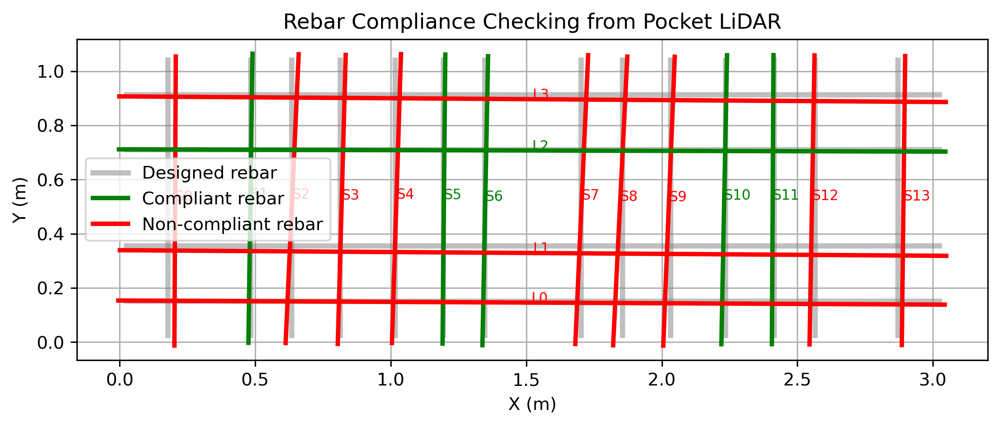 Rebar Compliance Checking from Pocket LiDAR
1.0
0.8
0.6
0.4
0.2
0.0
Y (m)
L3
L2
L1
L0
S0
S1
S2
S3
S4
S5
S6
S7
S8
S9
S10
S11
S12
S13
Designed rebar
Compliant rebar
Non-compliant rebar
0.0
0.5
1.0
1.5
2.0
2.5
3.0
X (m)